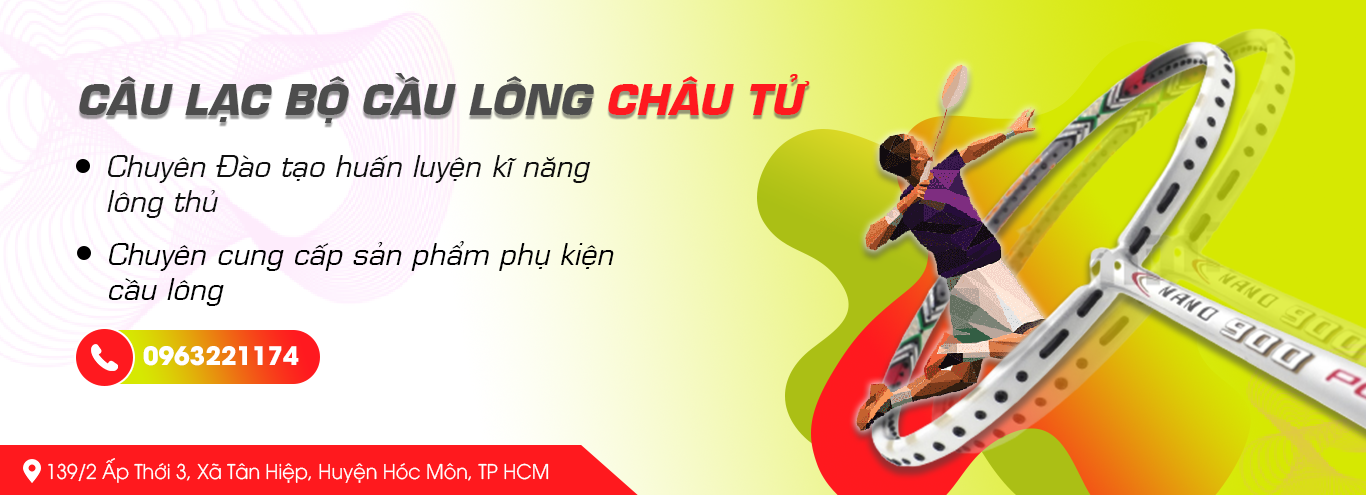 CÂU LẠC BỘ CẦU LÔNG CHÂU TỬ
Chuyên Đào tạo huấn luyện kĩ năng
lông thủ
Chuyên cung cấp sản phẩm phụ kiện
cầu lông
0963221174
139/2 Ấp Thới 3, Xã Tân Hiệp, Huyện Hóc Môn, TP HCM
NANO 900
NANO 900